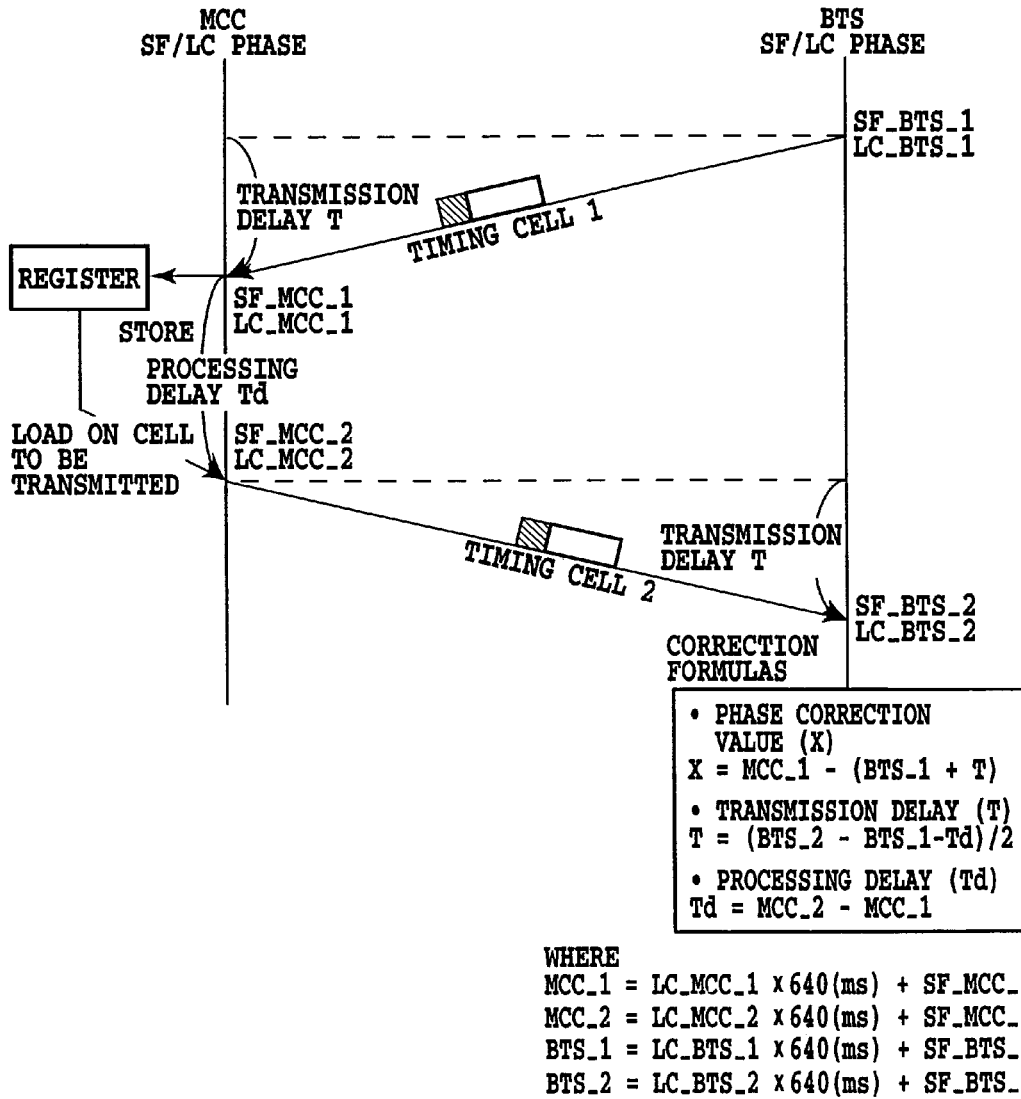 MCC
SF/LC PHASE
BTS
SF/LC PHASE
SF_BTS_1
LC_BTS_1
TRANSMISSION
DELAY T
TIMING CELL 1
REGISTER
SF_MCC_1
LC_MCC_1
STORE
PROCESSING
DELAY Td
LOAD ON CELL
TO BE
TRANSMITTED
SF_MCC_2
LC_MCC_2
TRANSMISSION
DELAY T
TIMING CELL 2
SF_BTS_2
LC_BTS_2
CORRECTION
FORMULAS
• PHASE CORRECTION
VALUE (X)
X = MCC_1 - (BTS_1 + T)
• TRANSMISSION DELAY (T)
T = (BTS_2 - BTS_1-Td)/2
• PROCESSING DELAY (Td)
Td = MCC_2 - MCC_1
WHERE
MCC_1 = LC_MCC_1 x 640(ms) + SF_MCC_
MCC_2 = LC_MCC_2 x 640(ms) + SF_MCC_
BTS_1 = LC_BTS_1 x 640(ms) + SF_BTS_
BTS_2 = LC_BTS_2 x 640(ms) + SF_BTS_